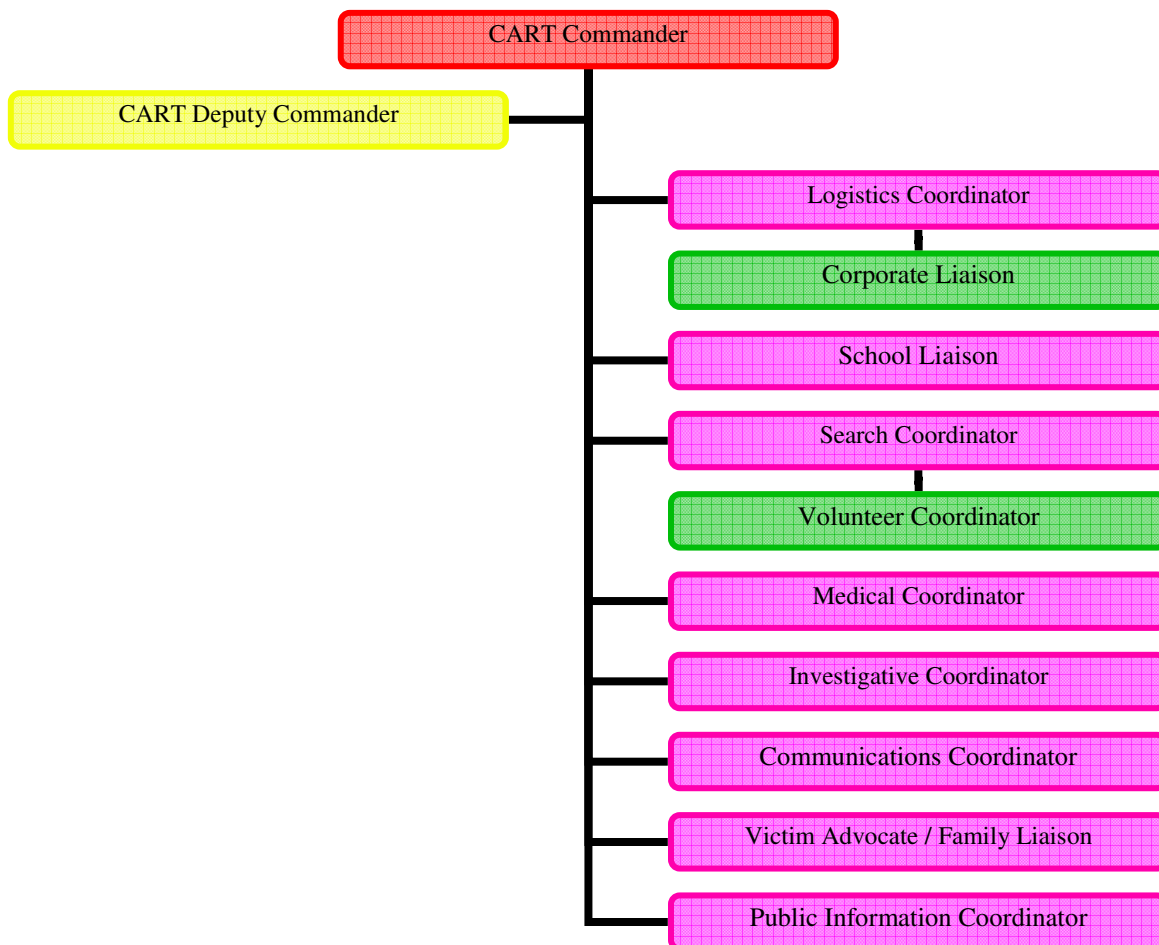 CART Commander
CART Deputy Commander
Logistics Coordinator
Corporate Liaison
School Liaison
Search Coordinator
Volunteer Coordinator
Medical Coordinator
Investigative Coordinator
Communications Coordinator
Victim Advocate / Family Liaison
Public Information Coordinator